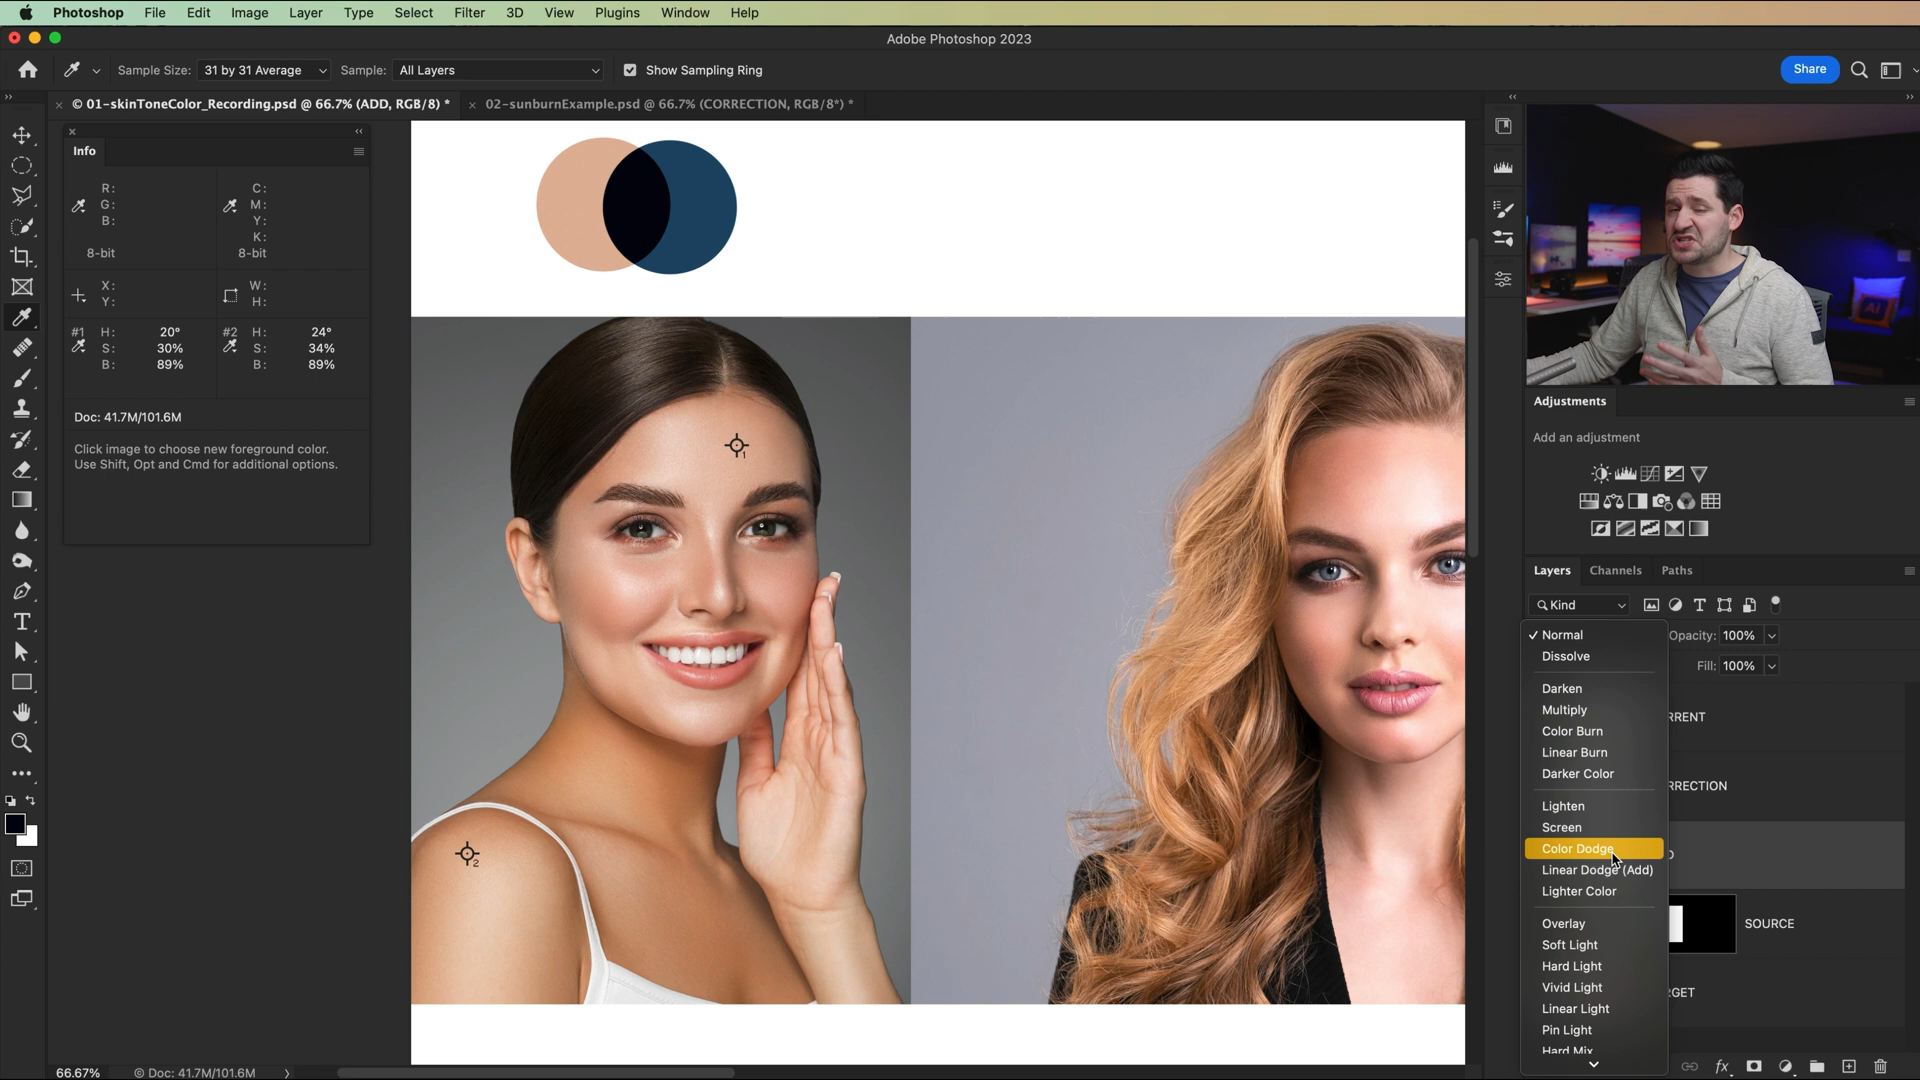 Photoshop File Edit Image Layer Type Select Filter 3D View Plugins Window Help
Adobe Photoshop 2023
Sample Size: 31 by 31 Average Sample: All Layers Show Sampling Ring Share
© 01-skinToneColor_Recording.psd @ 66.7% (ADD, RGB/8) * 02-sunburnExample.psd @ 66.7% (CORRECTION, RGB/8*) *
Info
R: C:
G: M:
B: Y:
K:
8-bit 8-bit
X: W:
Y: H:
#1 H: 20° #2 H: 24°
S: 30% S: 34%
B: 89% B: 89%
Doc: 41.7M/101.6M
Click image to choose new foreground color.
Use Shift, Opt and Cmd for additional options.
1
2
Ai
Adjustments
Add an adjustment
Layers Channels Paths
Kind
Opacity: 100%
Fill: 100%
Normal
Dissolve
Darken
Multiply
Color Burn
Linear Burn
Darker Color
Lighten
Screen
Color Dodge
Linear Dodge (Add)
Lighter Color
Overlay
Soft Light
Hard Light
Vivid Light
Linear Light
Pin Light
Hard Mix
RRENT
RRECTION
D
SOURCE
RGET
fx
66.67% © Doc: 41.7M/101.6M